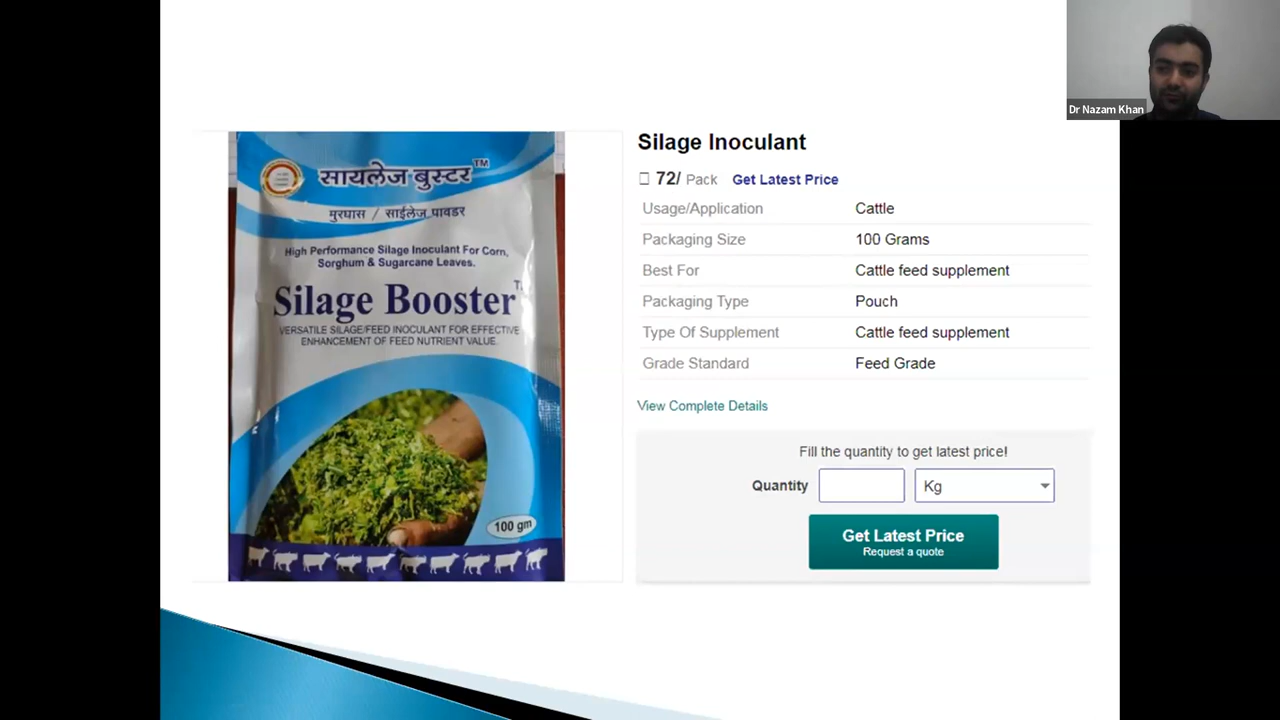 Dr Nazam Khan
सायलेज बुस्टर™
मुरघास / साईलेज पावडर
High Performance Silage Inoculant For Corn,
Sorghum & Sugarcane Leaves.
Silage Booster
VERSATILE SILAGE/FEED INOCULANT FOR EFFECTIVE
ENHANCEMENT OF FEED NUTRIENT VALUE.
100 gm
Silage Inoculant
72/ Pack Get Latest Price
Usage/Application Cattle
Packaging Size 100 Grams
Best For Cattle feed supplement
Packaging Type Pouch
Type Of Supplement Cattle feed supplement
Grade Standard Feed Grade
View Complete Details
Fill the quantity to get latest price!
Quantity Kg
Get Latest Price
Request a quote